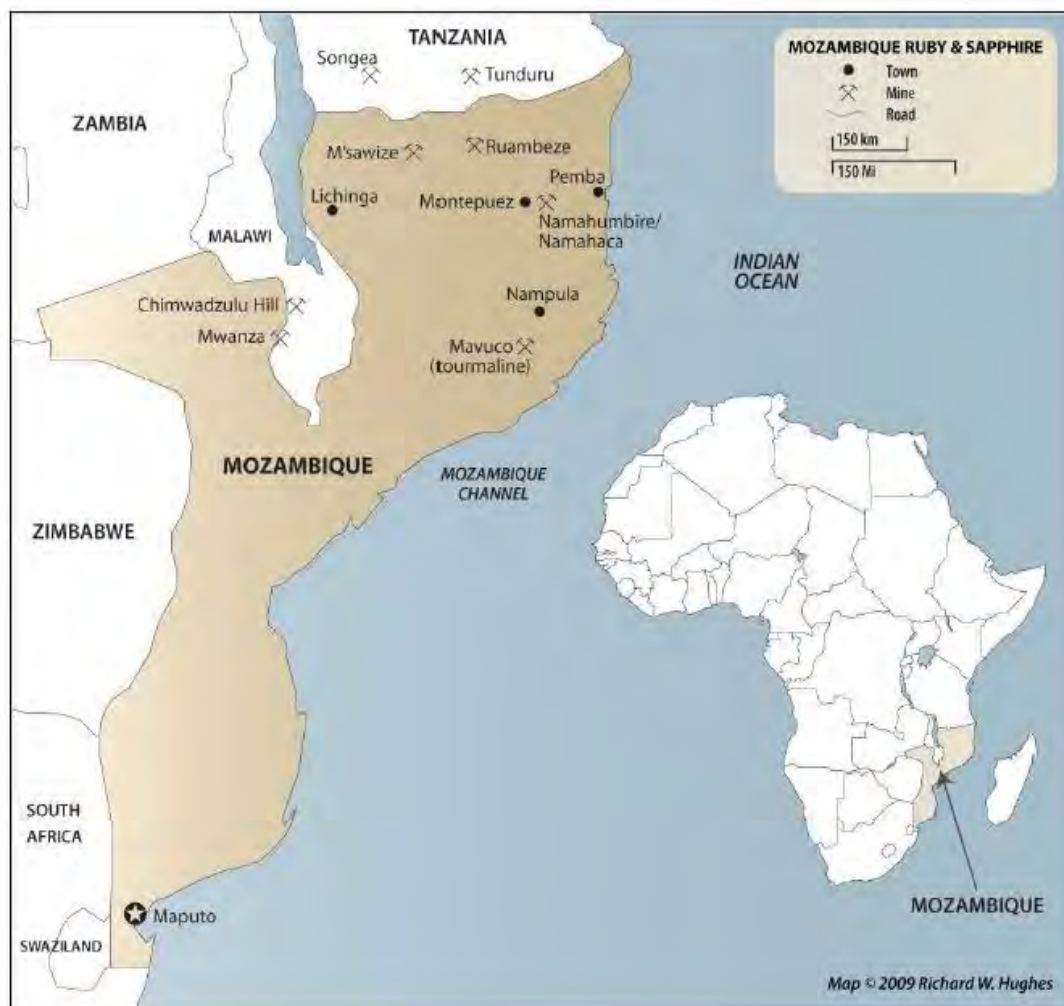 TANZANIA
Songea
Tunduru
ZAMBIA
M'sawize
Ruambeze
Pemba
Lichinga
Montepuez
Namahumbire/
Namahaca
MALAWI
Chimwadzulu Hill
Nampula
Mwanza
Mavuco
(tourmaline)
MOZAMBIQUE
MOZAMBIQUE
CHANNEL
ZIMBABWE
SOUTH
AFRICA
Maputo
SWAZILAND
MOZAMBIQUE RUBY & SAPPHIRE
Town
Mine
Road
150 km
150 Mi
INDIAN
OCEAN
MOZAMBIQUE
Map © 2009 Richard W. Hughes